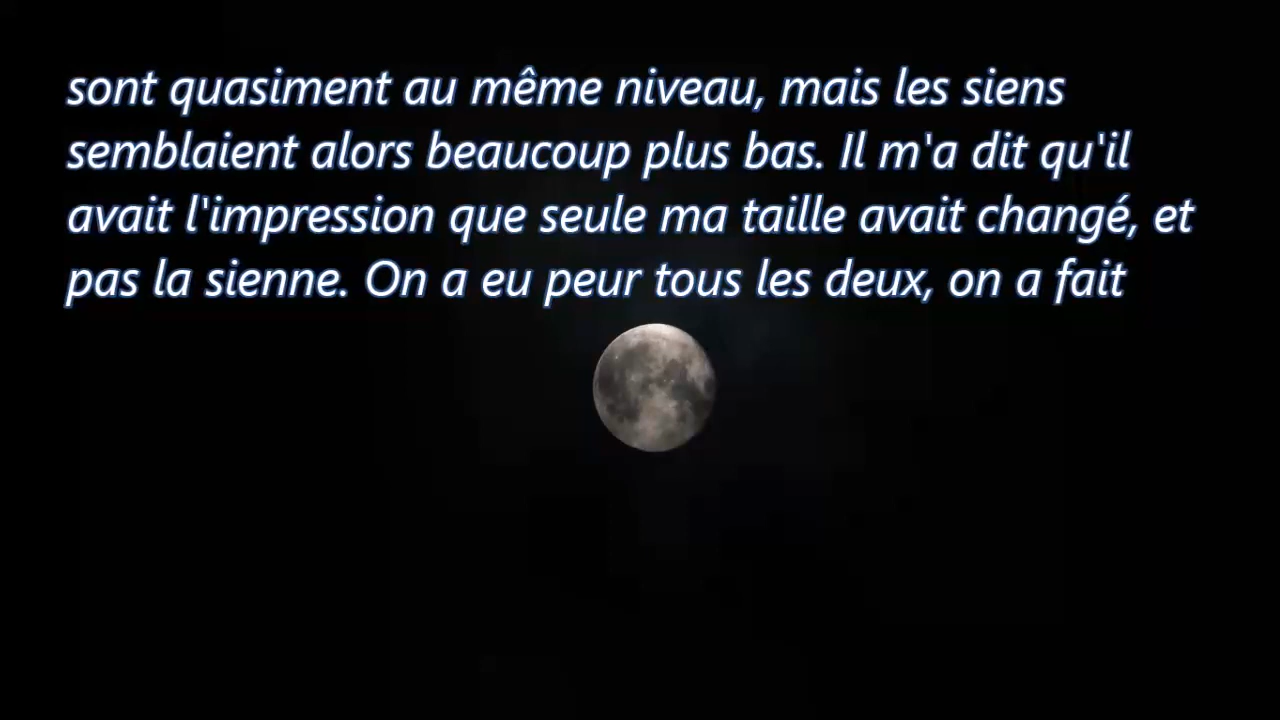 sont quasiment au même niveau, mais les siens
semblaient alors beaucoup plus bas. Il m'a dit qu'il
avait l'impression que seule ma taille avait changé, et
pas la sienne. On a eu peur tous les deux, on a fait